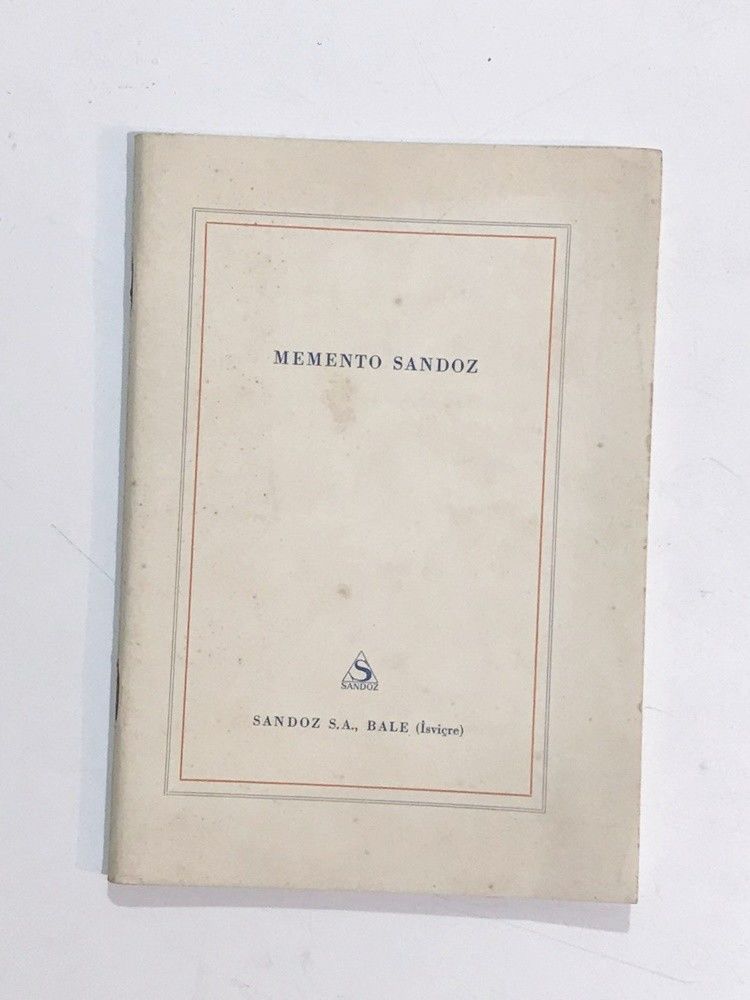 MEMENTO SANDOZ
S
SANDOZ
SANDOZ S.A., BALE (İsviçre)